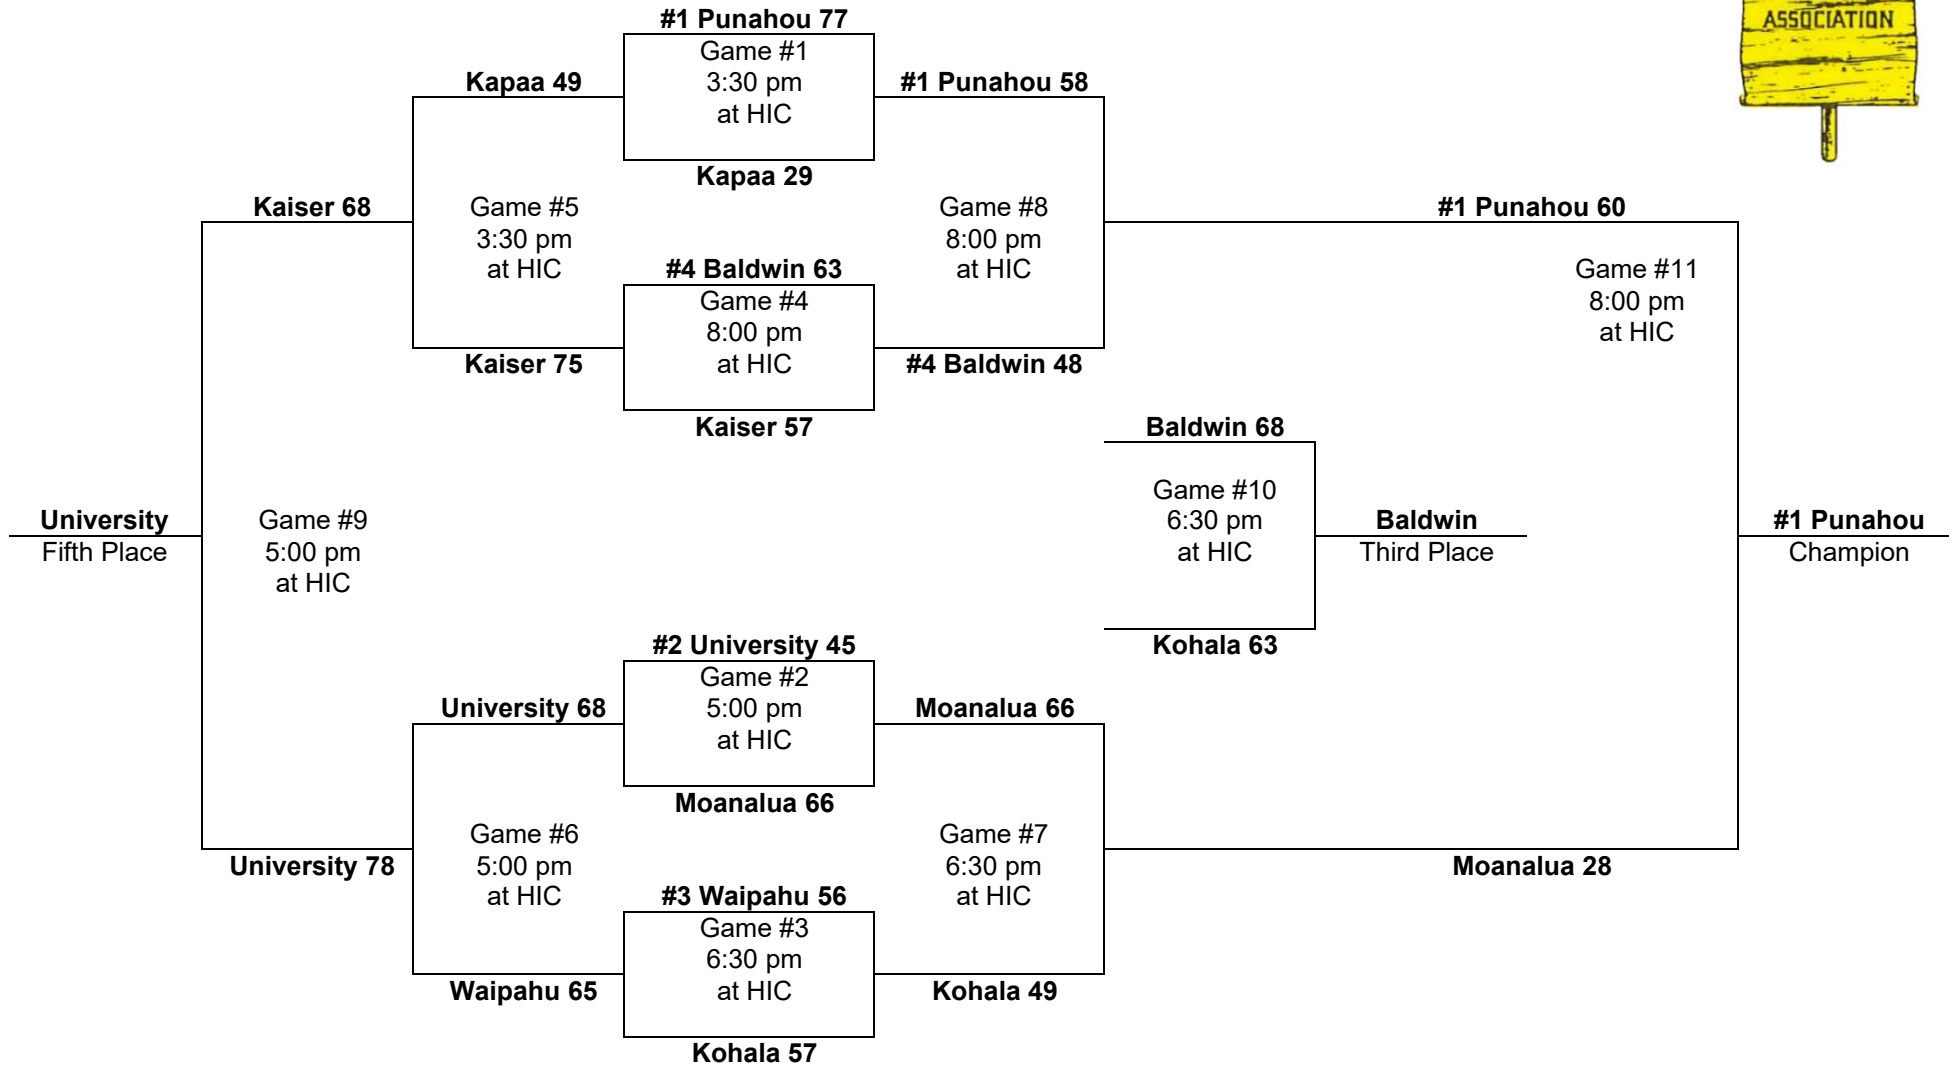 ASSOCIATION
#1 Punahou 77
Game #1
3:30 pm
at HIC
Kapaa 29
Kapaa 49
#1 Punahou 58
Kaiser 68
Game #5
3:30 pm
at HIC
Game #8
8:00 pm
at HIC
#1 Punahou 60
#4 Baldwin 63
Game #4
8:00 pm
at HIC
Kaiser 57
Game #11
8:00 pm
at HIC
Kaiser 75
#4 Baldwin 48
Baldwin 68
Game #10
6:30 pm
at HIC
Kohala 63
University
Fifth Place
Game #9
5:00 pm
at HIC
Baldwin
Third Place
#1 Punahou
Champion
#2 University 45
Game #2
5:00 pm
at HIC
Moanalua 66
University 68
Moanalua 66
University 78
Game #6
5:00 pm
at HIC
Game #7
6:30 pm
at HIC
Moanalua 28
#3 Waipahu 56
Game #3
6:30 pm
at HIC
Kohala 57
Waipahu 65
Kohala 49